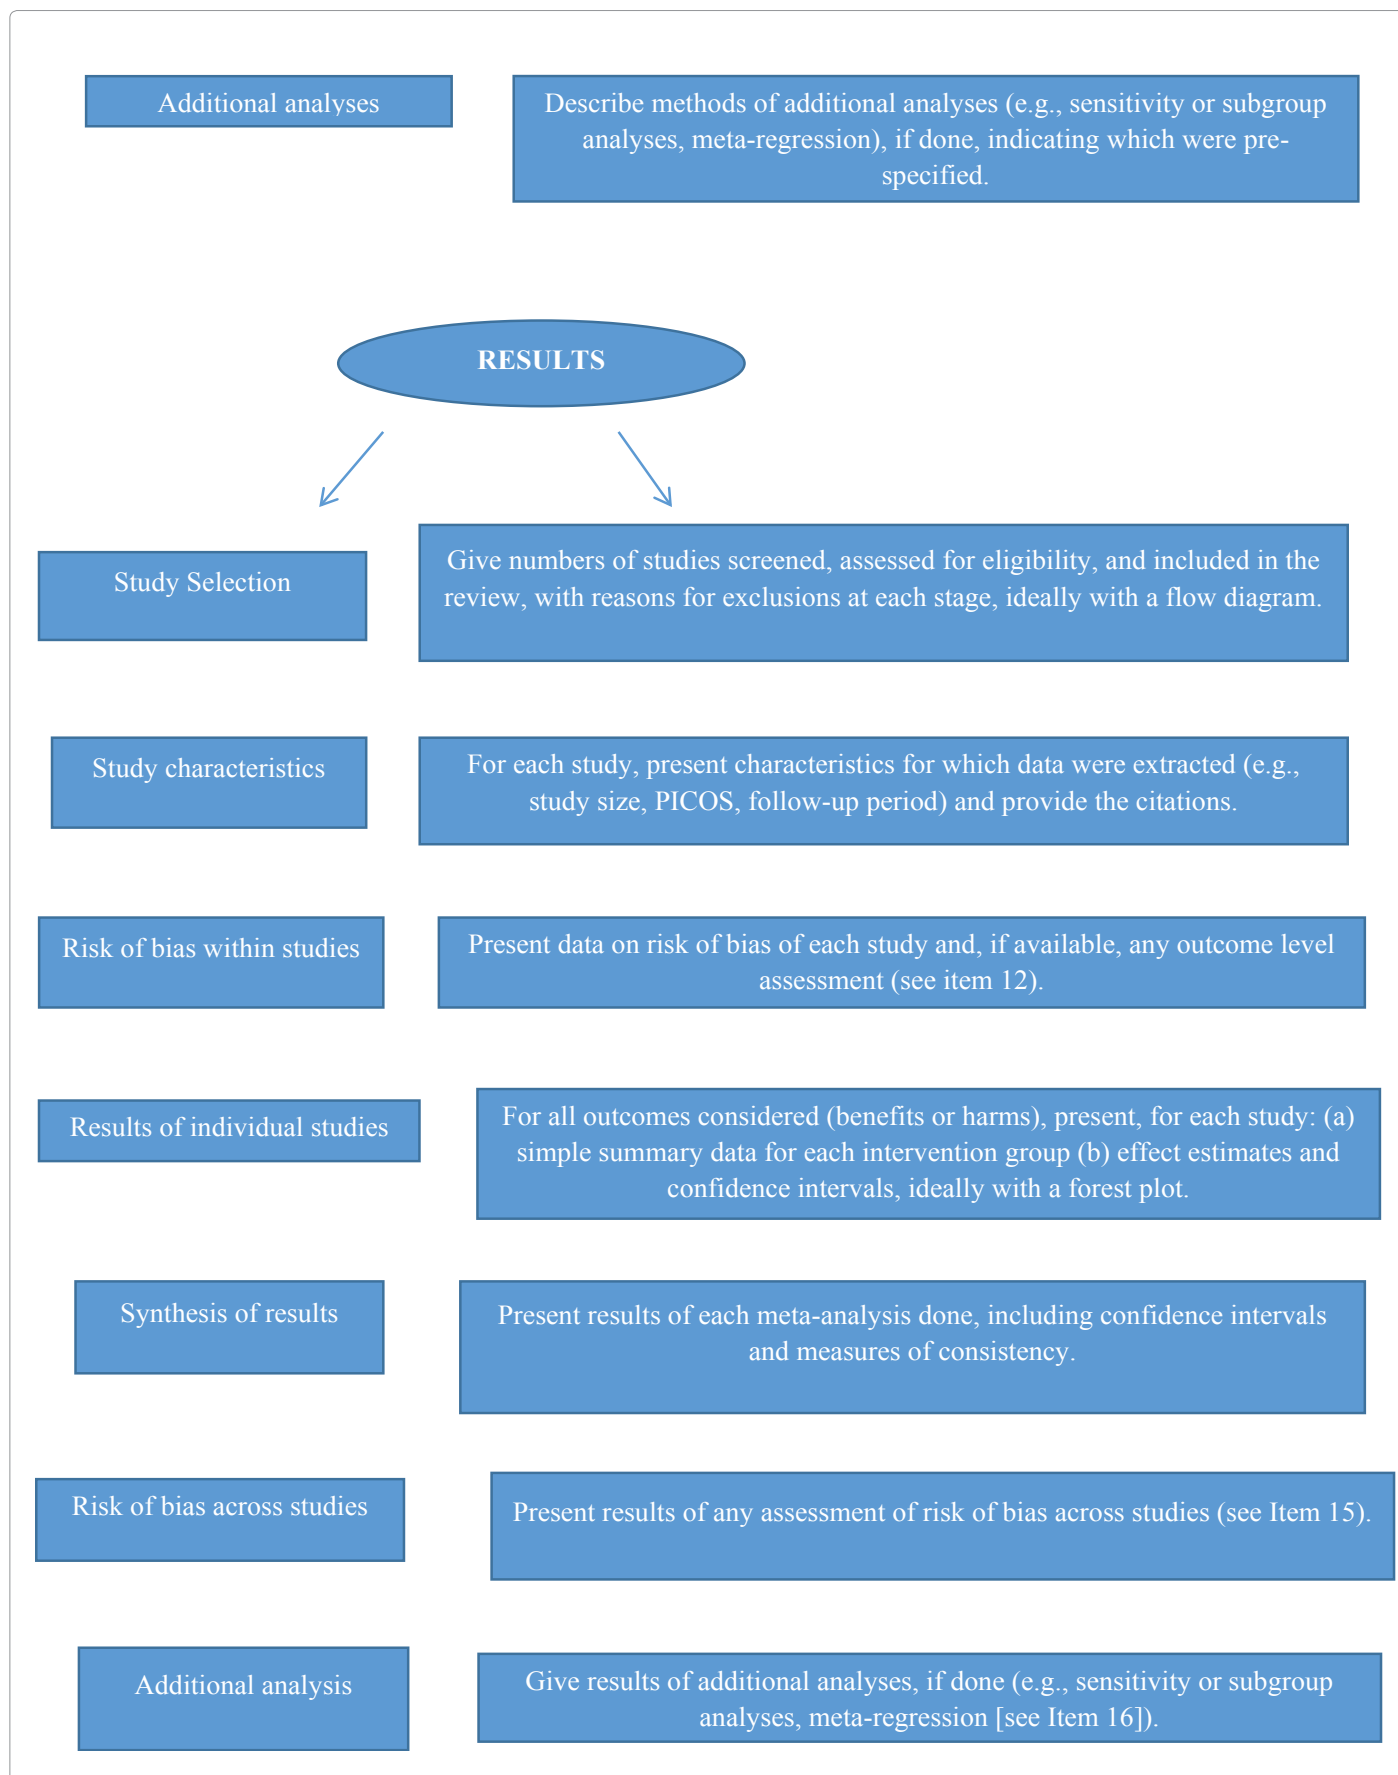 Additional analyses
Describe methods of additional analyses (e.g., sensitivity or subgroup
analyses, meta-regression), if done, indicating which were pre-
specified.
RESULTS
Study Selection
Give numbers of studies screened, assessed for eligibility, and included in the
review, with reasons for exclusions at each stage, ideally with a flow diagram.
Study characteristics
For each study, present characteristics for which data were extracted (e.g.,
study size, PICOS, follow-up period) and provide the citations.
Risk of bias within studies
Present data on risk of bias of each study and, if available, any outcome level
assessment (see item 12).
Results of individual studies
For all outcomes considered (benefits or harms), present, for each study: (a)
simple summary data for each intervention group (b) effect estimates and
confidence intervals, ideally with a forest plot.
Synthesis of results
Present results of each meta-analysis done, including confidence intervals
and measures of consistency.
Risk of bias across studies
Present results of any assessment of risk of bias across studies (see Item 15).
Additional analysis
Give results of additional analyses, if done (e.g., sensitivity or subgroup
analyses, meta-regression [see Item 16]).